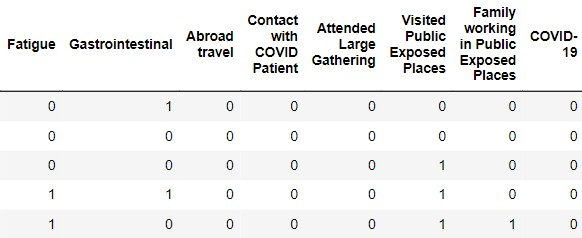 Fatigue Gastrointestinal Abroad travel Contact with COVID Patient Attended Large Gathering Visited Public Exposed Places Family working in Public Exposed Places COVID-19
0 1 0 0 0 0 0 0
0 0 0 0 0 0 0 0
0 0 0 0 0 1 0 0
1 1 0 0 0 1 0 0
1 0 0 0 0 1 1 0